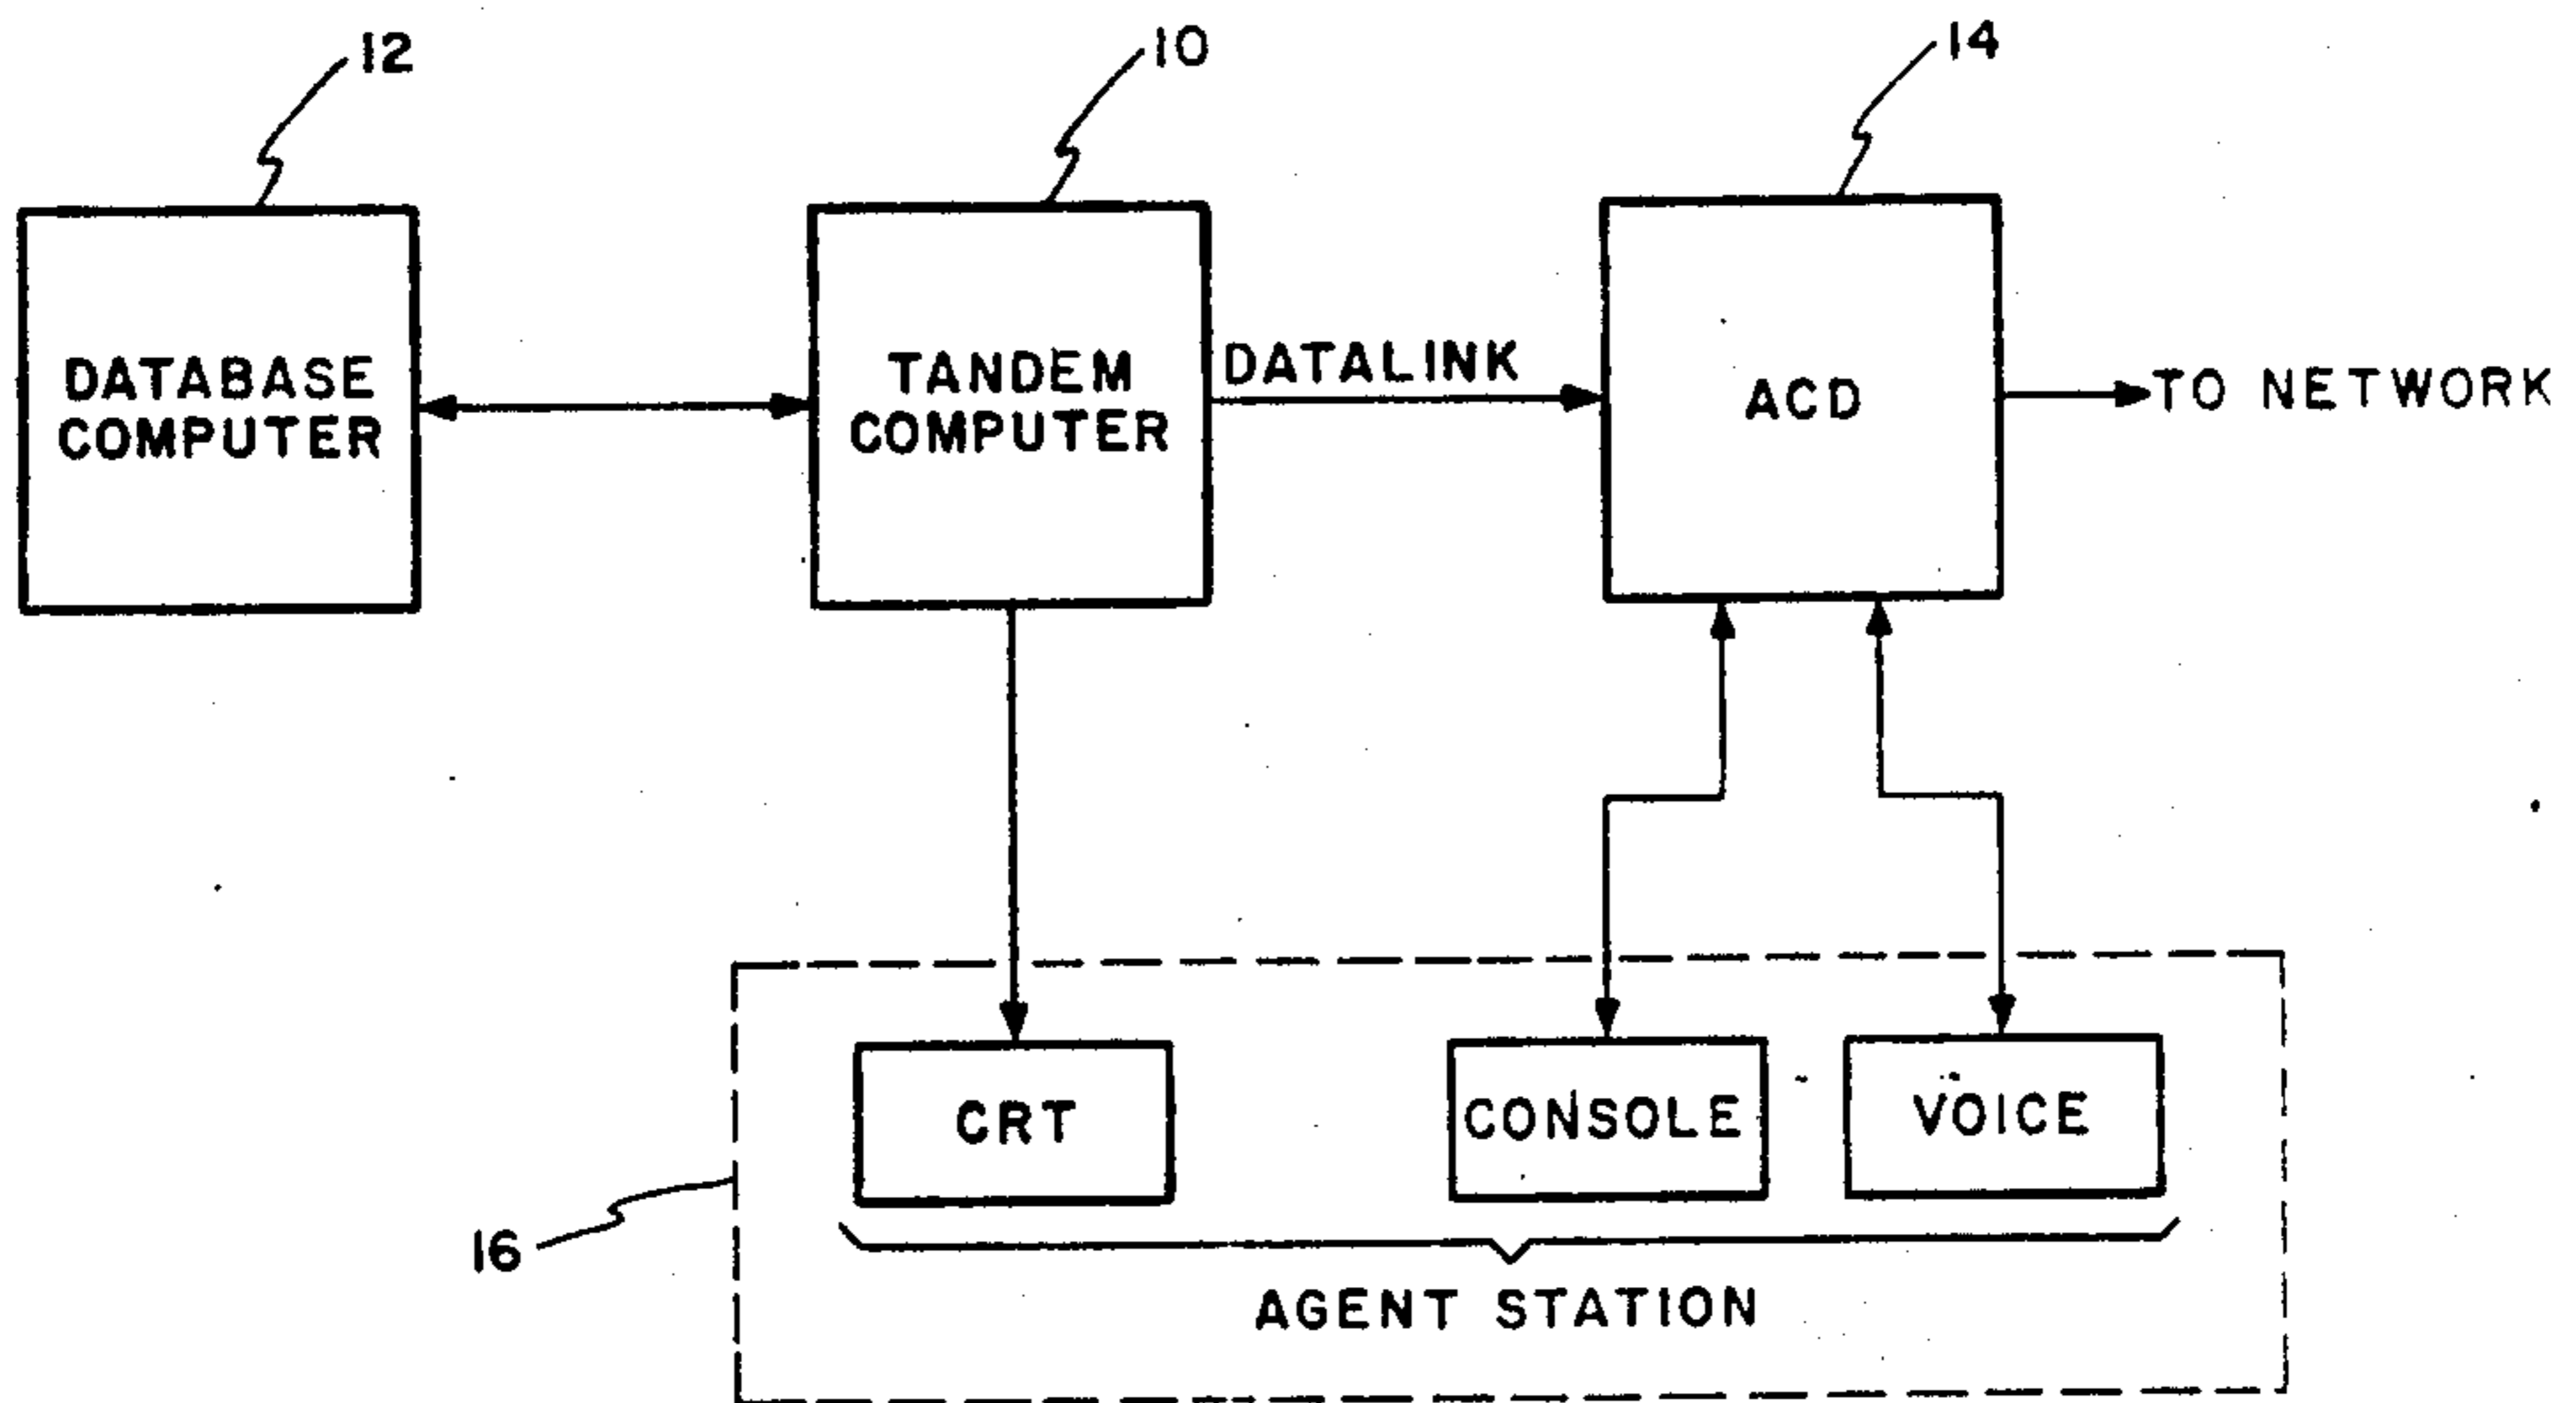 12
10
14
DATABASE
COMPUTER
TANDEM
COMPUTER
DATALINK
ACD
TO NETWORK
CRT
CONSOLE
VOICE
16
AGENT STATION